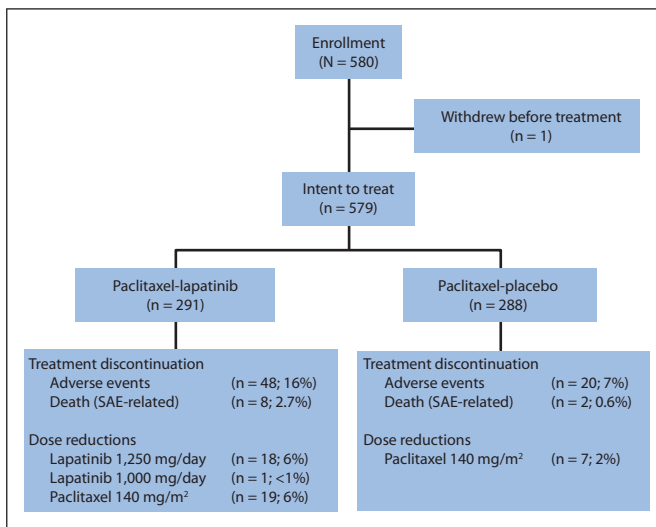 Enrollment
(N = 580)
Withdrew before treatment
(n = 1)
Intent to treat
(n = 579)
Paclitaxel-lapatinib
(n = 291)
Paclitaxel-placebo
(n = 288)
Treatment discontinuation
Adverse events (n = 48; 16%)
Death (SAE-related) (n = 8; 2.7%)
Dose reductions
Lapatinib 1,250 mg/day (n = 18; 6%)
Lapatinib 1,000 mg/day (n = 1; <1%)
Paclitaxel 140 mg/m² (n = 19; 6%)
Treatment discontinuation
Adverse events (n = 20; 7%)
Death (SAE-related) (n = 2; 0.6%)
Dose reductions
Paclitaxel 140 mg/m² (n = 7; 2%)